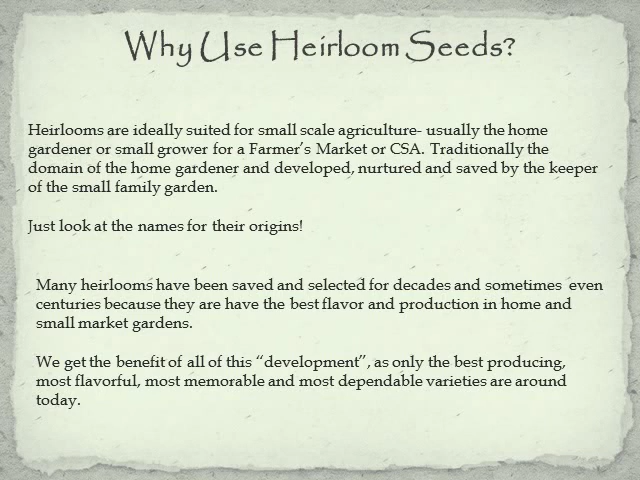 Why Use Heirloom Seeds?
Heirlooms are ideally suited for small scale agriculture- usually the home
gardener or small grower for a Farmer’s Market or CSA. Traditionally the
domain of the home gardener and developed, nurtured and saved by the keeper
of the small family garden.
Just look at the names for their origins!
Many heirlooms have been saved and selected for decades and sometimes even
centuries because they are have the best flavor and production in home and
small market gardens.
We get the benefit of all of this “development”, as only the best producing,
most flavorful, most memorable and most dependable varieties are around
today.